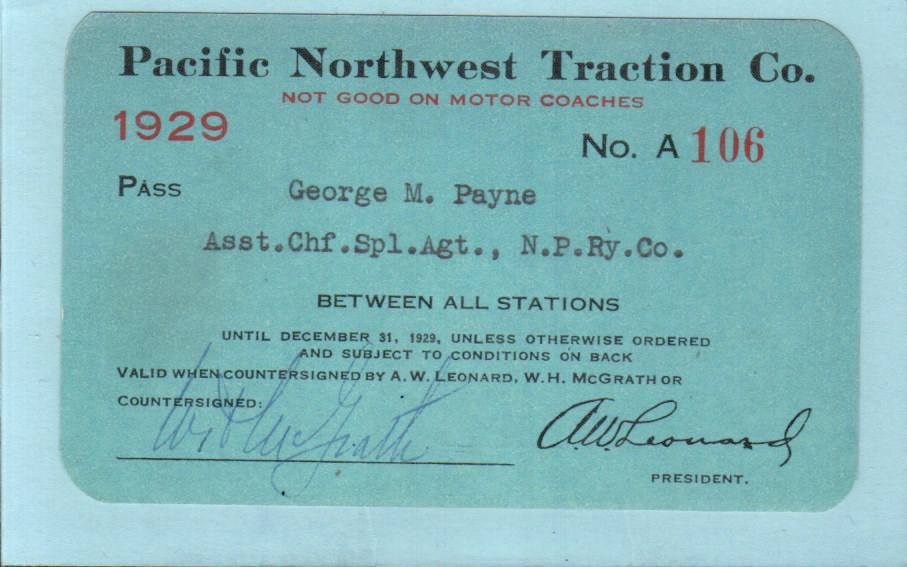 Pacific Northwest Traction Co.
NOT GOOD ON MOTOR COACHES
1929
No. A 106
PASS George M. Payne
Asst.Chf.Spl.Agt., N.P.Ry.Co.
BETWEEN ALL STATIONS
UNTIL DECEMBER 31, 1929, UNLESS OTHERWISE ORDERED
AND SUBJECT TO CONDITIONS ON BACK
VALID WHEN COUNTERSIGNED BY A.W. LEONARD, W.H. MCGRATH OR
COUNTERSIGNED:
W H McGrath
A.W. Leonard
PRESIDENT.